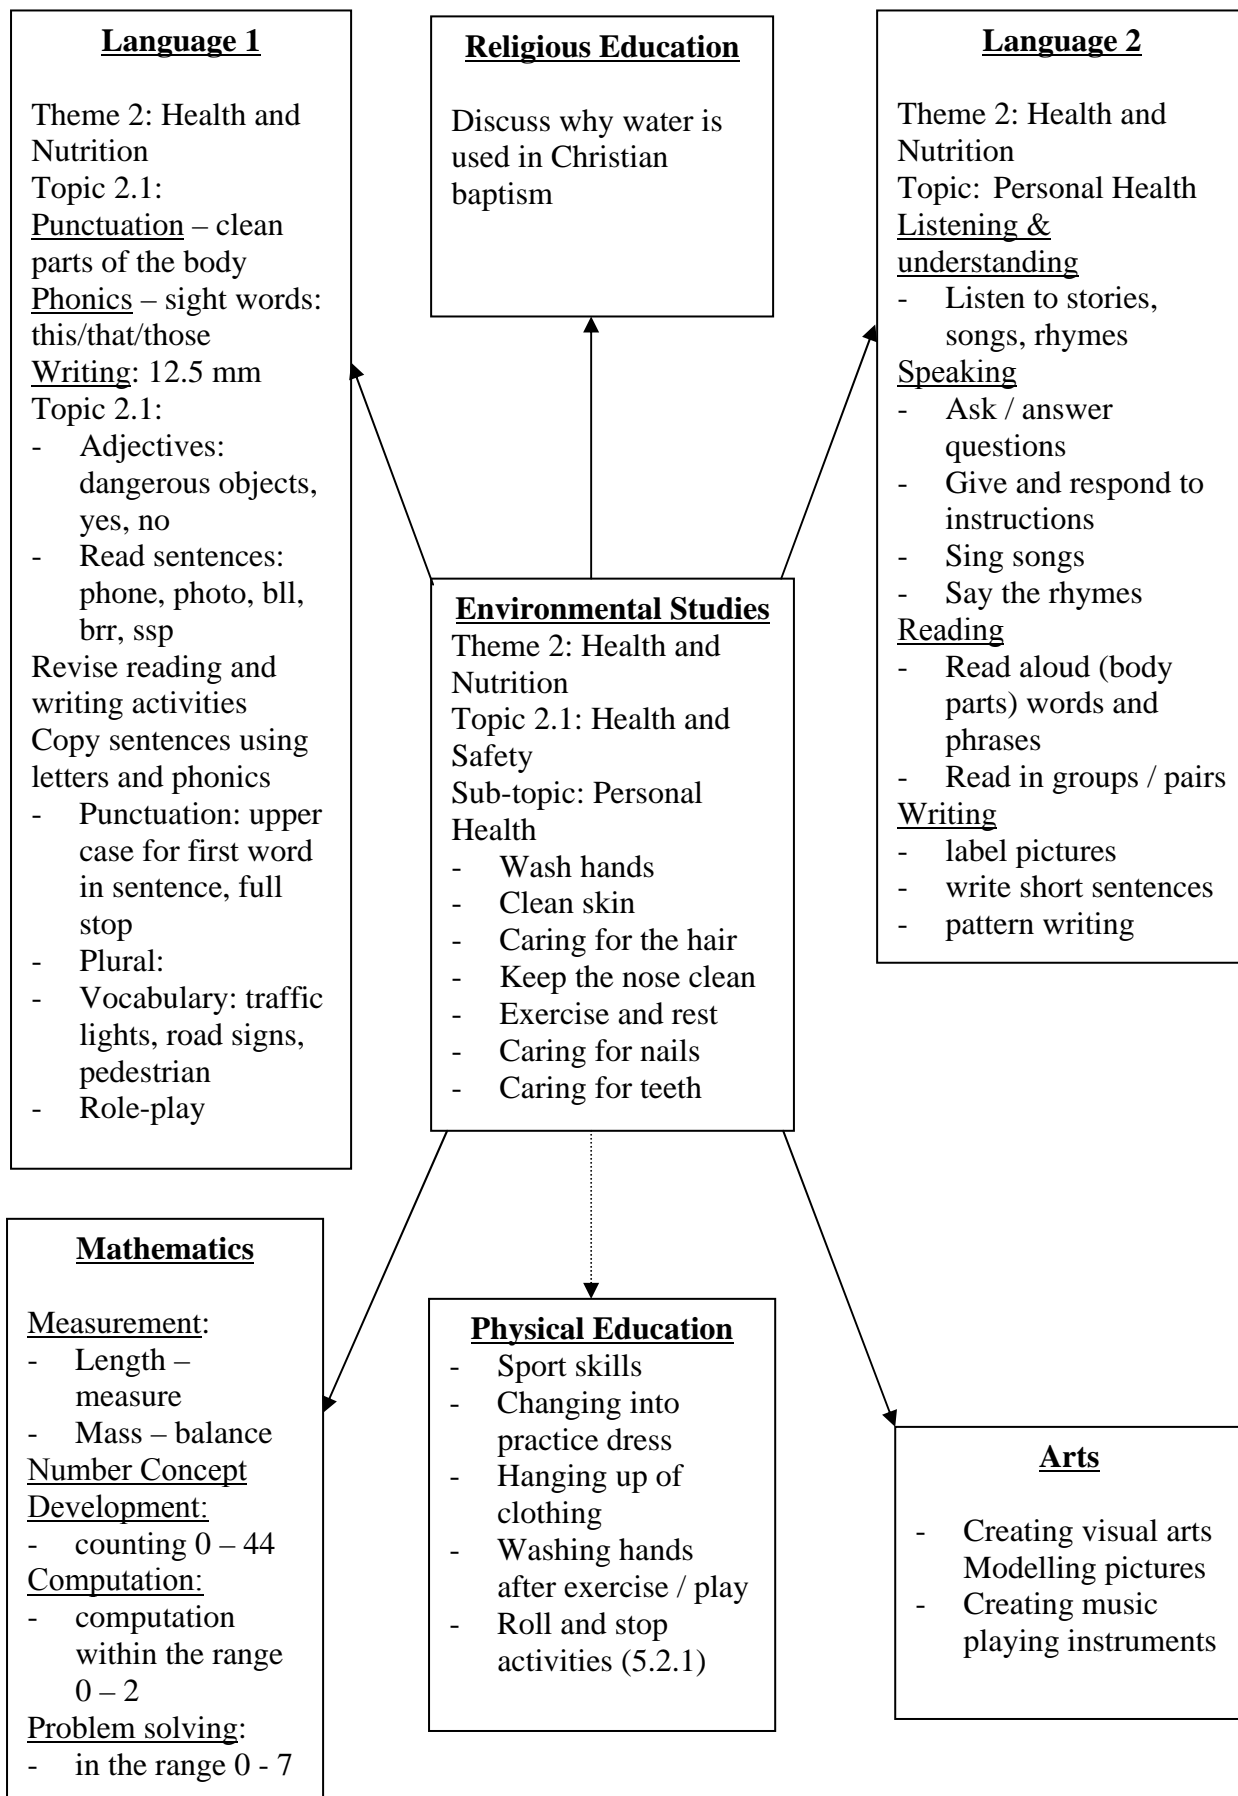 Language 1
Theme 2: Health and
Nutrition
Topic 2.1:
Punctuation – clean
parts of the body
Phonics – sight words:
this/that/those
Writing: 12.5 mm
Topic 2.1:
- Adjectives:
dangerous objects,
yes, no
- Read sentences:
phone, photo, bll,
brr, ssp
Revise reading and
writing activities
Copy sentences using
letters and phonics
- Punctuation: upper
case for first word
in sentence, full
stop
- Plural:
- Vocabulary: traffic
lights, road signs,
pedestrian
- Role-play
Religious Education
Discuss why water is
used in Christian
baptism
Language 2
Theme 2: Health and
Nutrition
Topic: Personal Health
Listening &
understanding
- Listen to stories,
songs, rhymes
Speaking
- Ask / answer
questions
- Give and respond to
instructions
- Sing songs
- Say the rhymes
Reading
- Read aloud (body
parts) words and
phrases
- Read in groups / pairs
Writing
- label pictures
- write short sentences
- pattern writing
Environmental Studies
Theme 2: Health and
Nutrition
Topic 2.1: Health and
Safety
Sub-topic: Personal
Health
- Wash hands
- Clean skin
- Caring for the hair
- Keep the nose clean
- Exercise and rest
- Caring for nails
- Caring for teeth
Mathematics
Measurement:
- Length –
measure
- Mass – balance
Number Concept
Development:
- counting 0 – 44
Computation:
- computation
within the range
0 – 2
Problem solving:
- in the range 0 - 7
Physical Education
- Sport skills
- Changing into
practice dress
- Hanging up of
clothing
- Washing hands
after exercise / play
- Roll and stop
activities (5.2.1)
Arts
- Creating visual arts
Modelling pictures
- Creating music
playing instruments